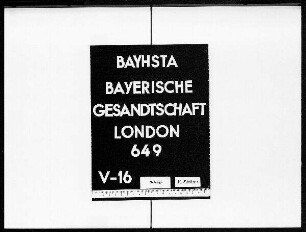 BAYHSTA
BAYERISCHE
GESANDTSCHAFT
LONDON
649
V-16